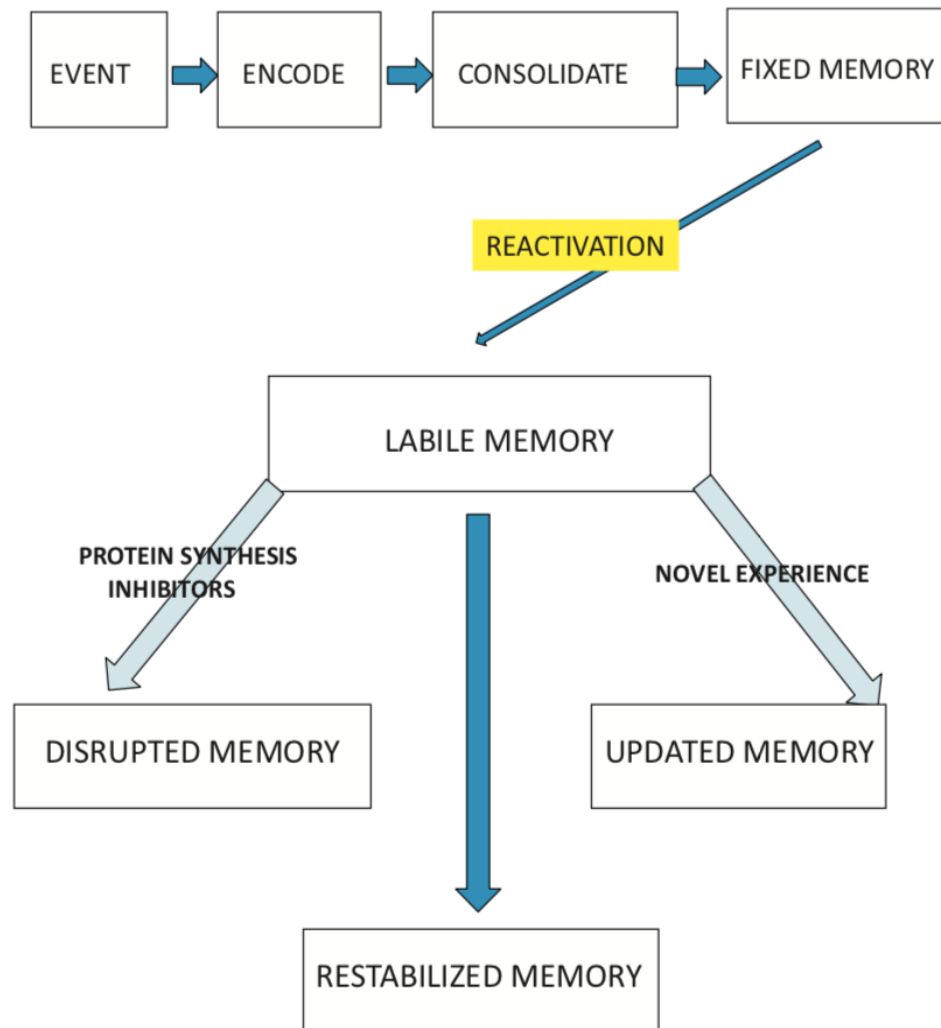 EVENT
ENCODE
CONSOLIDATE
FIXED MEMORY
REACTIVATION
LABILE MEMORY
PROTEIN SYNTHESIS
INHIBITORS
NOVEL EXPERIENCE
DISRUPTED MEMORY
UPDATED MEMORY
RESTABILIZED MEMORY